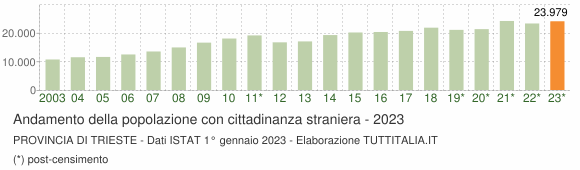 23.979
20.000
10.000
0
2003 04 05 06 07 08 09 10 11* 12 13 14 15 16 17 18 19* 20* 21* 22* 23*
Andamento della popolazione con cittadinanza straniera - 2023
PROVINCIA DI TRIESTE - Dati ISTAT 1° gennaio 2023 - Elaborazione TUTTITALIA.IT
(*) post-censimento